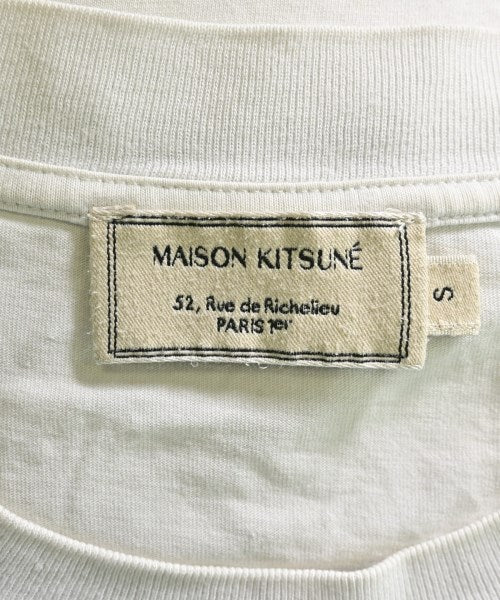 MAISON KITSUNÉ
52, Rue de Richelieu
PARIS 1er
S